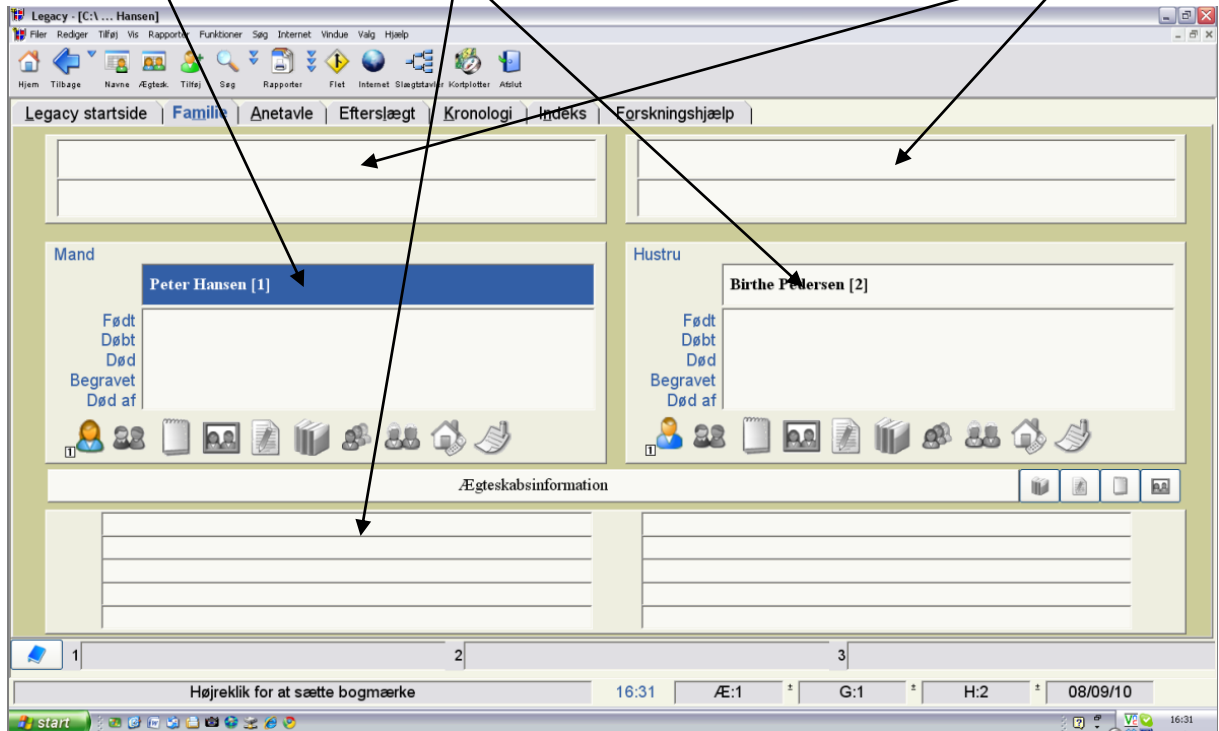 Legacy - [C:\ ... Hansen]
Filer Rediger Tilføj Vis Rapporter Funktioner Søg Internet Vindue Valg Hjælp
Hjem Tilbage Navne Ægtesk. Tilføj Søg Rapporter Flet Internet Slægtstavler Kortplotter Afslut
Legacy startside Familie Anetavle Efterslægt Kronologi Indeks Forskningshjælp
Mand
Peter Hansen [1]
Født
Døbt
Død
Begravet
Død af
1
Hustru
Birthe Pedersen [2]
Født
Døbt
Død
Begravet
Død af
1
Ægteskabsinformation
1 2 3
Højreklik for at sætte bogmærke 16:31 Æ:1 ± G:1 ± H:2 ± 08/09/10
start 16:31